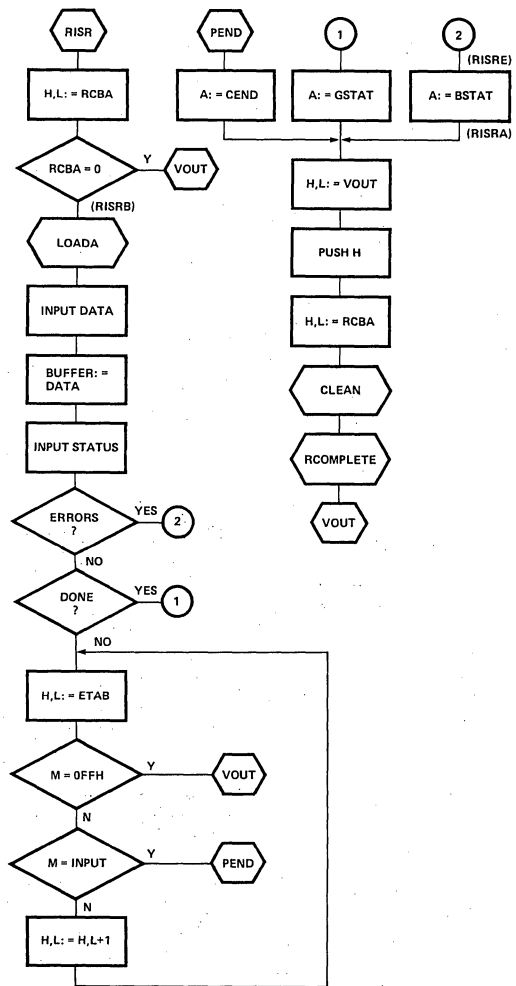 RISR
H,L: = RCBA
RCBA = 0
Y
VOUT
(RISRB)
LOADA
INPUT DATA
BUFFER: =
DATA
INPUT STATUS
ERRORS
?
YES
2
NO
DONE
?
YES
1
NO
H,L: = ETAB
M = 0FFH
Y
VOUT
N
M = INPUT
Y
PEND
N
H,L: = H,L+1
PEND
A: = CEND
1
A: = GSTAT
2
(RISRE)
A: = BSTAT
(RISRA)
H,L: = VOUT
PUSH H
H,L: = RCBA
CLEAN
RCOMPLETE
VOUT